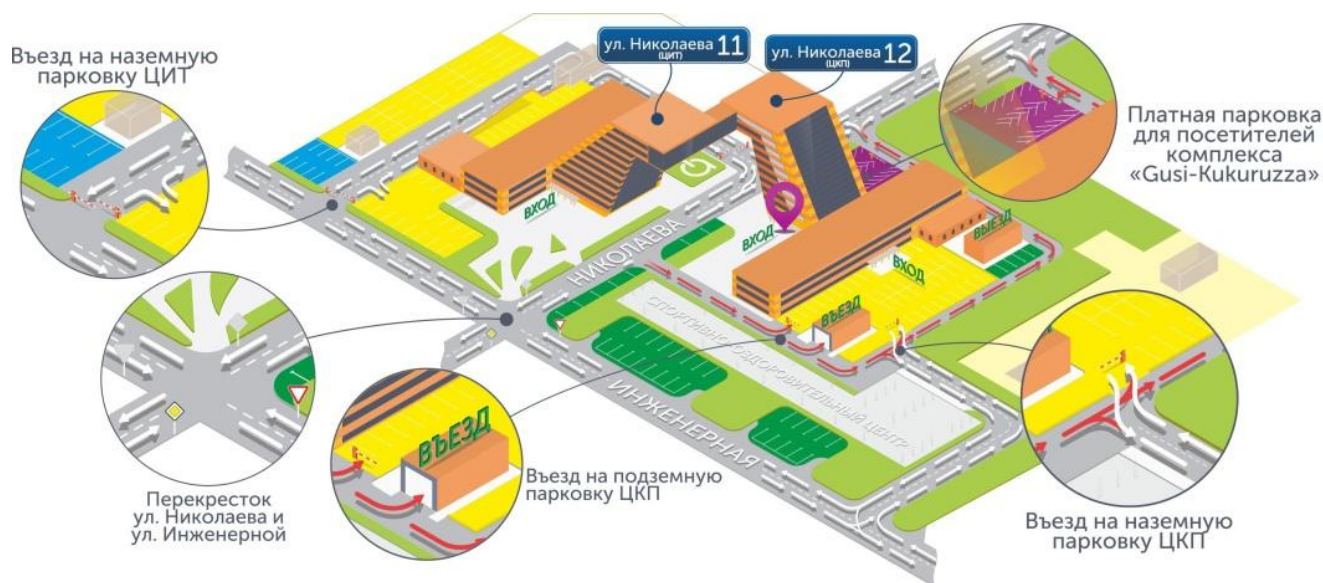 Въезд на наземную
парковку ЦИТ
ул. Николаева 11
(ЦИТ)
ул. Николаева 12
(ЦКП)
Платная парковка
для посетителей
комплекса
«Gusi-Kukuruzza»
ВХОД
НИКОЛАЕВА
ВХОД
ВЫЕЗД
ВХОД
ВЪЕЗД
СПОРТИВНО-ОЗДОРОВИТЕЛЬНЫЙ ЦЕНТР
ИНЖЕНЕРНАЯ
Перекресток
ул. Николаева и
ул. Инженерной
ВЪЕЗД
Въезд на подземную
парковку ЦКП
Въезд на наземную
парковку ЦКП